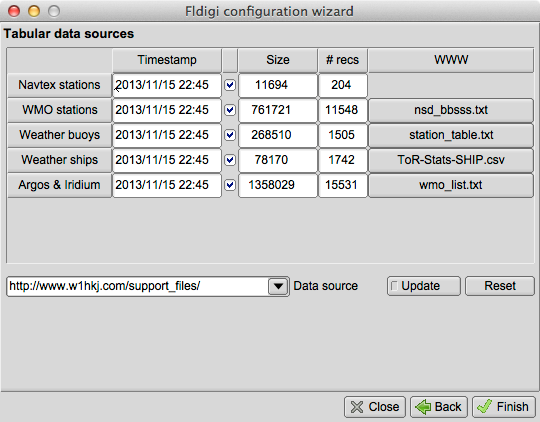 Fldigi configuration wizard
Tabular data sources
Timestamp Size # recs WWW
Navtex stations 2013/11/15 22:45 11694 204
WMO stations 2013/11/15 22:45 761721 11548 nsd_bbsss.txt
Weather buoys 2013/11/15 22:45 268510 1505 station_table.txt
Weather ships 2013/11/15 22:45 78170 1742 ToR-Stats-SHIP.csv
Argos & Iridium 2013/11/15 22:45 1358029 15531 wmo_list.txt
http://www.w1hkj.com/support_files/ Data source Update Reset
Close Back Finish